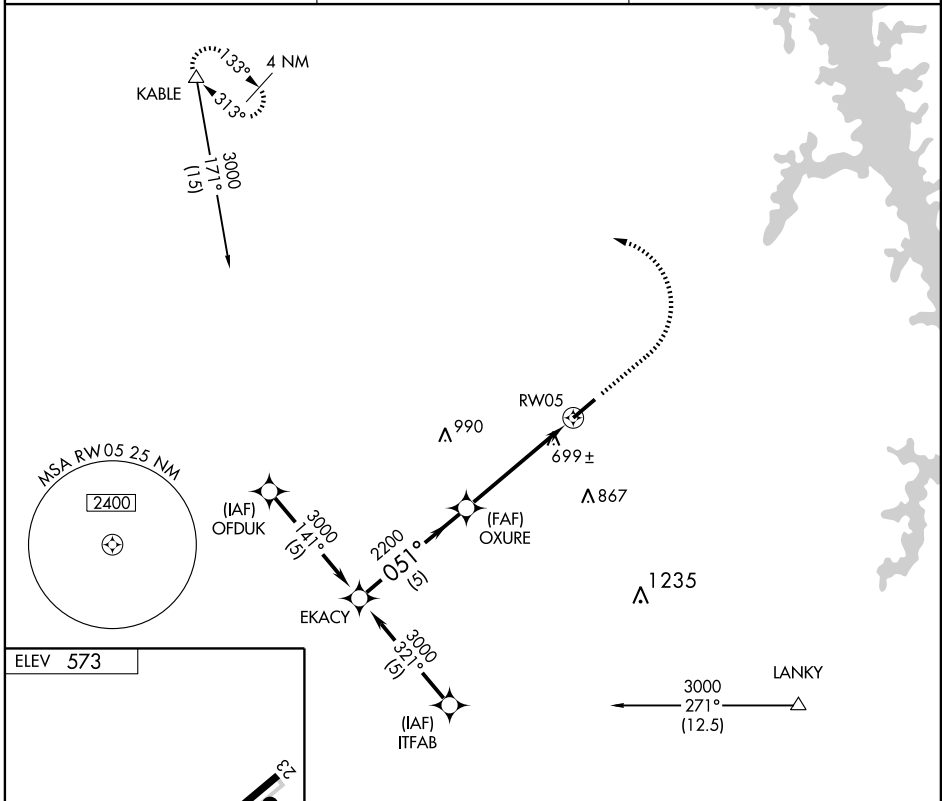 133°
4 NM
KABLE
313°
3000
171°
(15)
RW05
990
699±
MSA RW05 25 NM
2400
867
(IAF)
OFDUK
3000
141°
(5)
2200
051°
(5)
(FAF)
OXURE
EKACY
1235
3000
321°
(5)
ELEV 573
LANKY
3000
271°
(12.5)
(IAF)
ITFAB
23